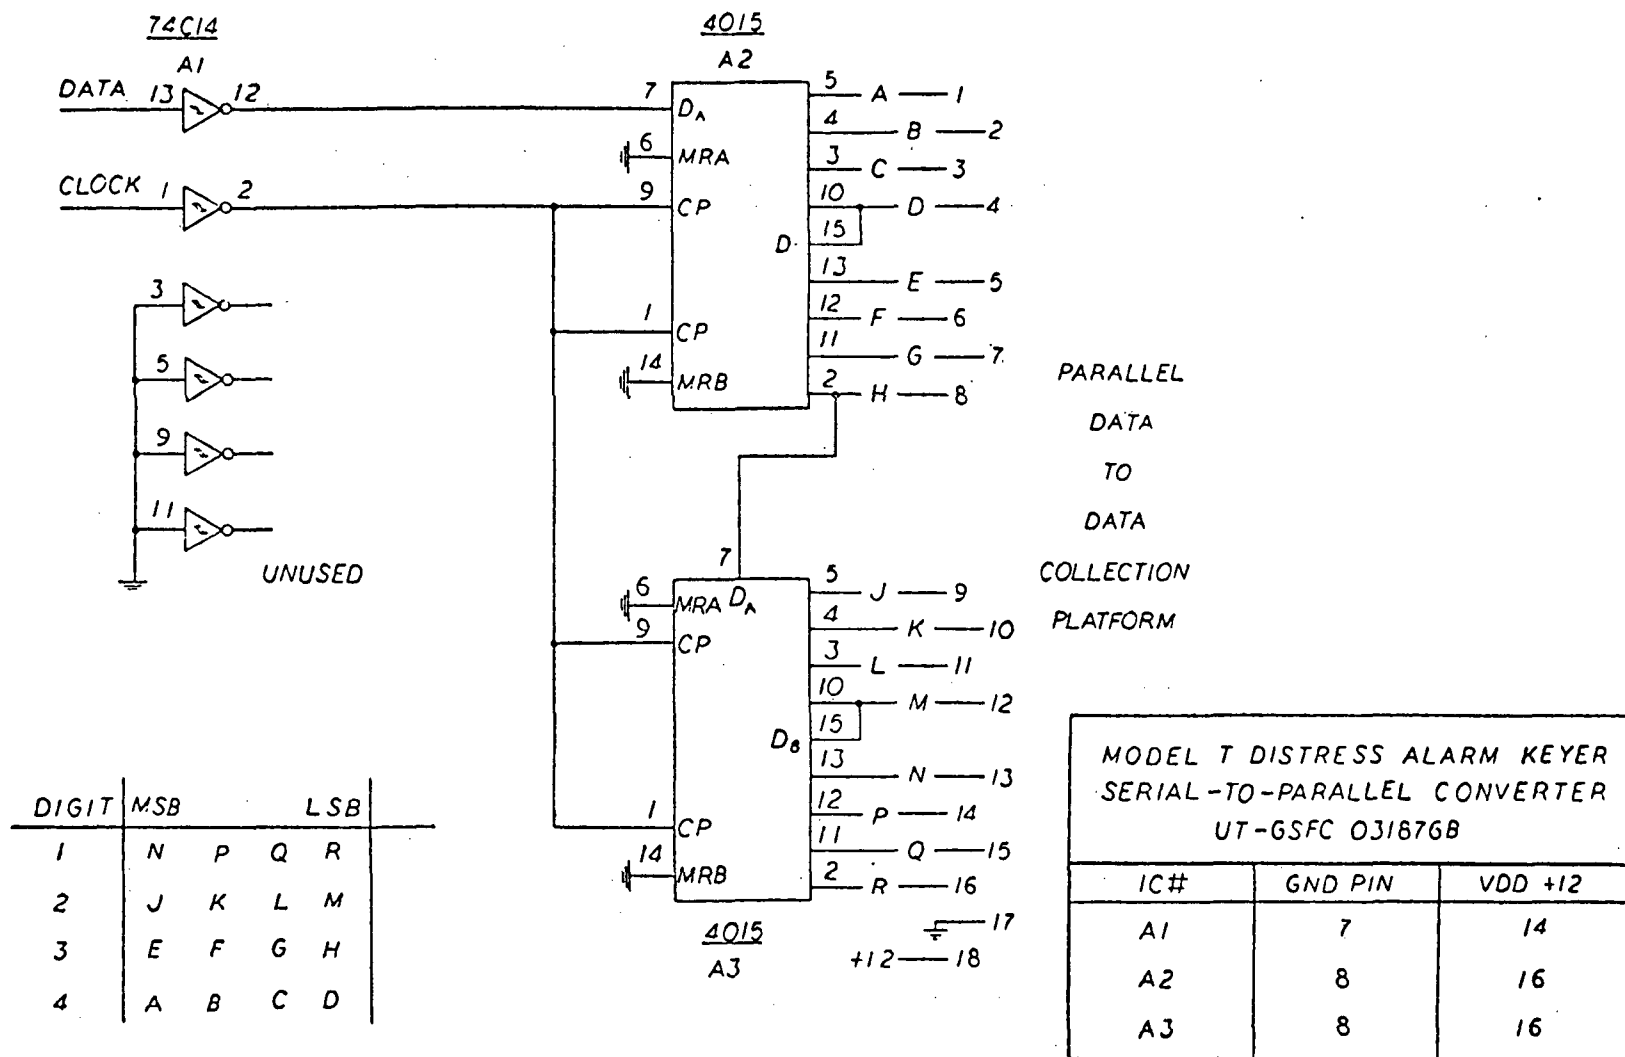 74C14
A1
DATA 13 12
CLOCK 1 2
3
5
9
11
UNUSED
4015
A2
7 DA
6 MRA
9 CP
1 CP
14 MRB
D
5 A 1
4 B 2
3 C 3
10 D 4
15
13 E 5
12 F 6
11 G 7
2 H 8
PARALLEL
DATA
TO
DATA
COLLECTION
PLATFORM
7
DA
6 MRA
9 CP
1 CP
14 MRB
DB
5 J 9
4 K 10
3 L 11
10 M 12
15
13 N 13
12 P 14
11 Q 15
2 R 16
17
+12 18
4015
A3
DIGIT MSB LSB
1 N P Q R
2 J K L M
3 E F G H
4 A B C D
MODEL T DISTRESS ALARM KEYER
SERIAL-TO-PARALLEL CONVERTER
UT-GSFC 031876B
IC# GND PIN VDD +12
A1 7 14
A2 8 16
A3 8 16